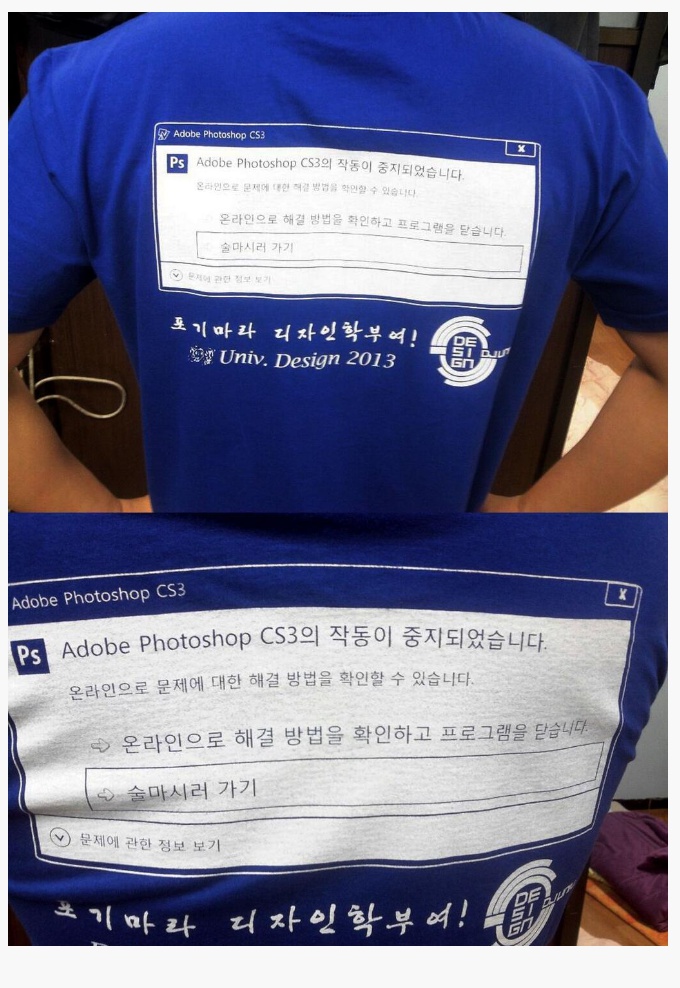 Adobe Photoshop CS3
x
Ps
Adobe Photoshop CS3의 작동이 중지되었습니다.
온라인으로 문제에 대한 해결 방법을 확인할 수 있습니다.
온라인으로 해결 방법을 확인하고 프로그램을 닫습니다.
술마시러 가기
문제에 관한 정보 보기
포기마라 디자인학부여!
Univ. Design 2013
DE
SI
GN
DJUN
Adobe Photoshop CS3
x
Ps
Adobe Photoshop CS3의 작동이 중지되었습니다.
온라인으로 문제에 대한 해결 방법을 확인할 수 있습니다.
온라인으로 해결 방법을 확인하고 프로그램을 닫습니다.
술마시러 가기
문제에 관한 정보 보기
포기마라 디자인학부여!
DE
SI
GN